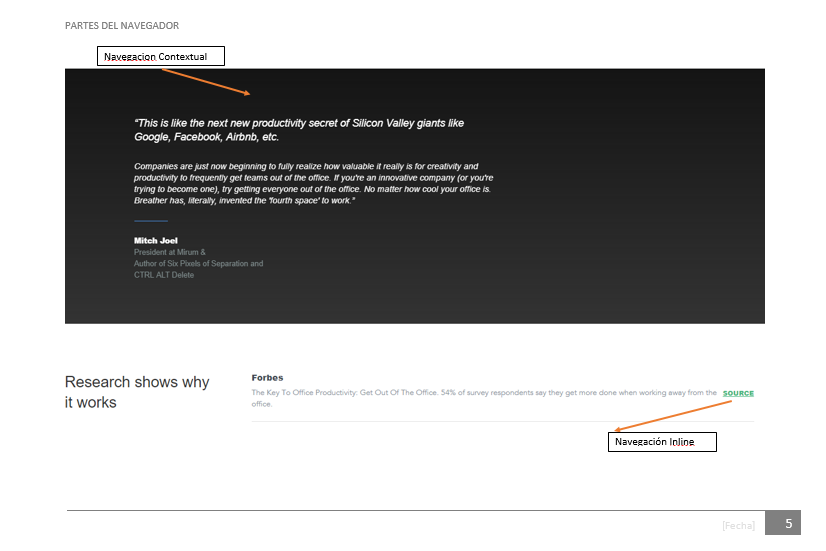 PARTES DEL NAVEGADOR
Navegacion Contextual
“This is like the next new productivity secret of Silicon Valley giants like
Google, Facebook, Airbnb, etc.
Companies are just now beginning to fully realize how valuable it really is for creativity and
productivity to frequently get teams out of the office. If you're an innovative company (or you're
trying to become one), try getting everyone out of the office. No matter how cool your office is.
Breather has, literally, invented the 'fourth space' to work.”
Mitch Joel
President at Mirum &
Author of Six Pixels of Separation and
CTRL ALT Delete
Research shows why
it works
Forbes
The Key To Office Productivity: Get Out Of The Office. 54% of survey respondents say they get more done when working away from the
office.
SOURCE
Navegación Inline
[Fecha]
5